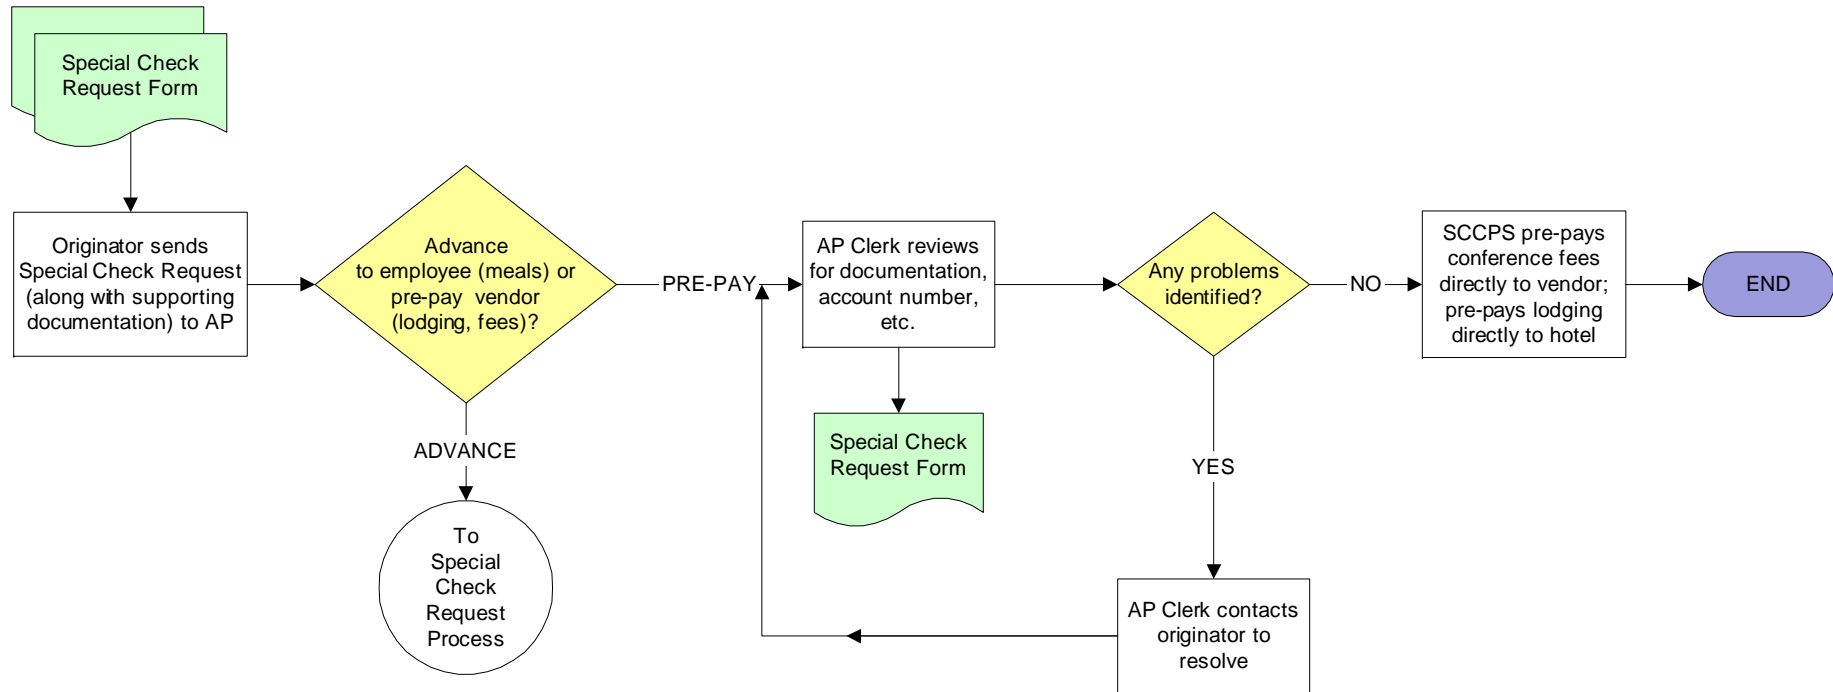 Special Check
Request Form
Originator sends
Special Check Request
(along with supporting
documentation) to AP
Advance
to employee (meals) or
pre-pay vendor
(lodging, fees)?
PRE-PAY
ADVANCE
To
Special
Check
Request
Process
AP Clerk reviews
for documentation,
account number,
etc.
Special Check
Request Form
Any problems
identified?
NO
YES
AP Clerk contacts
originator to
resolve
SCCPS pre-pays
conference fees
directly to vendor;
pre-pays lodging
directly to hotel
END